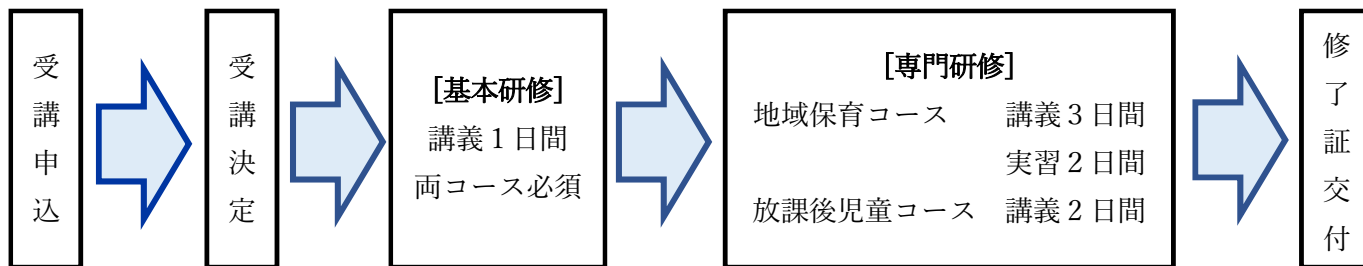 受講申込
受講決定
[基本研修]
講義１日間
両コース必須
[専門研修]
地域保育コース　講義３日間
実習２日間
放課後児童コース　講義２日間
修了証交付